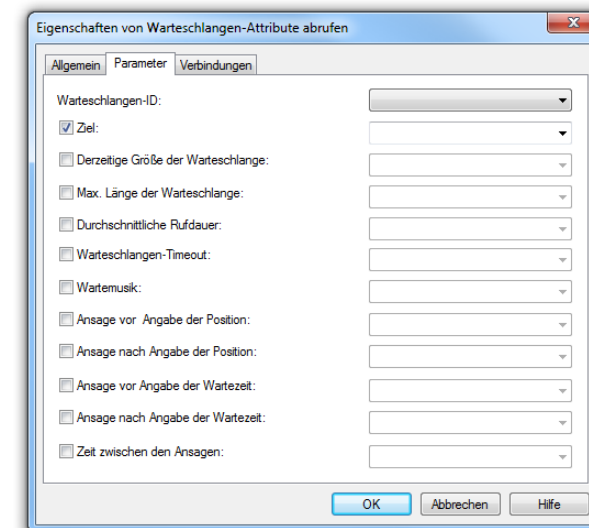 Eigenschaften von Warteschlangen-Attribute abrufen
Allgemein Parameter Verbindungen
Warteschlangen-ID:
Ziel:
Derzeitige Größe der Warteschlange:
Max. Länge der Warteschlange:
Durchschnittliche Rufdauer:
Warteschlangen-Timeout:
Wartemusik:
Ansage vor Angabe der Position:
Ansage nach Angabe der Position:
Ansage vor Angabe der Wartezeit:
Ansage nach Angabe der Wartezeit:
Zeit zwischen den Ansagen:
OK Abbrechen Hilfe